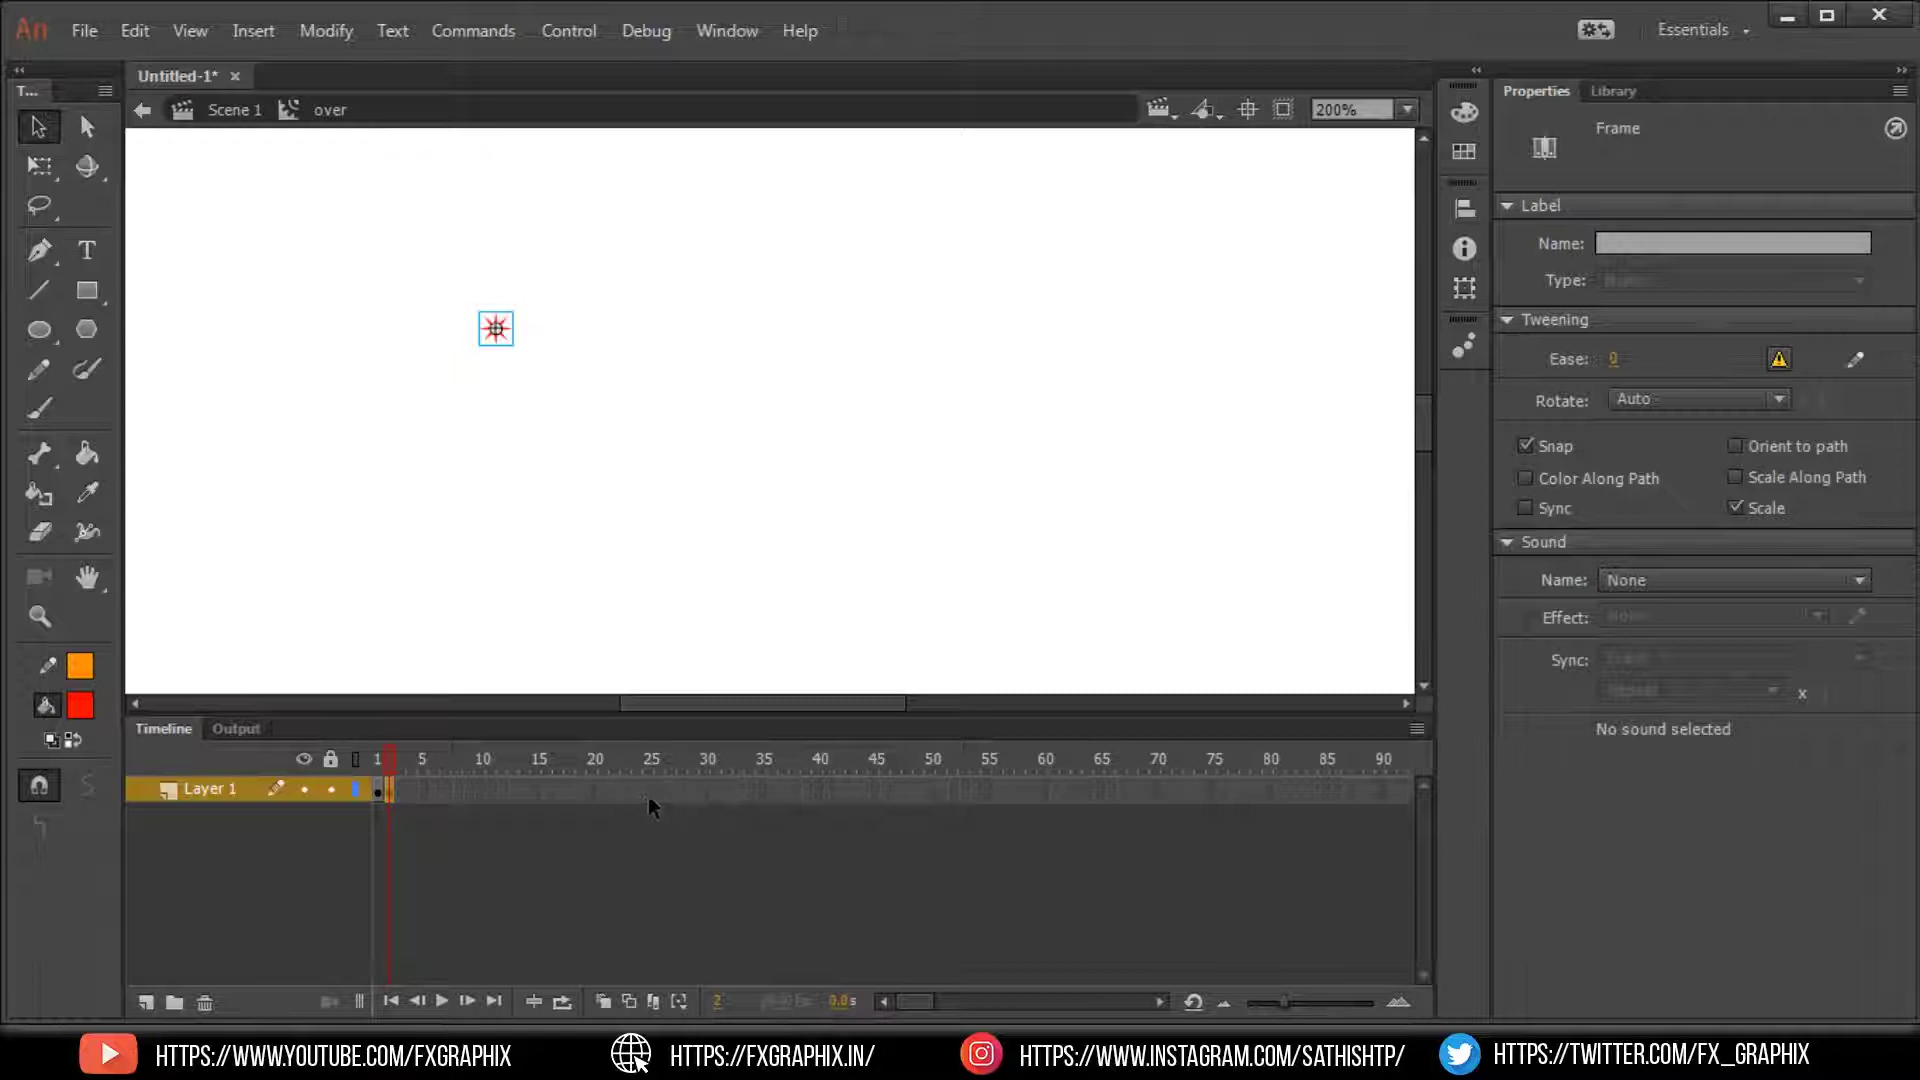 An File Edit View Insert Modify Text Commands Control Debug Window Help Essentials
Untitled-1* ×
Scene 1 over 200%
T...
Properties Library
Frame
Label
Name:
Type:
Tweening
Ease: 0
Rotate: Auto
Snap Orient to path
Color Along Path Scale Along Path
Sync Scale
Sound
Name: None
Effect:
Sync:
x
No sound selected
Timeline Output
1 5 10 15 20 25 30 35 40 45 50 55 60 65 70 75 80 85 90
Layer 1
2 0.0s
HTTPS://WWW.YOUTUBE.COM/FXGRAPHIX HTTPS://FXGRAPHIX.IN/ HTTPS://WWW.INSTAGRAM.COM/SATHISHTP/ HTTPS://TWITTER.COM/FX_GRAPHIX